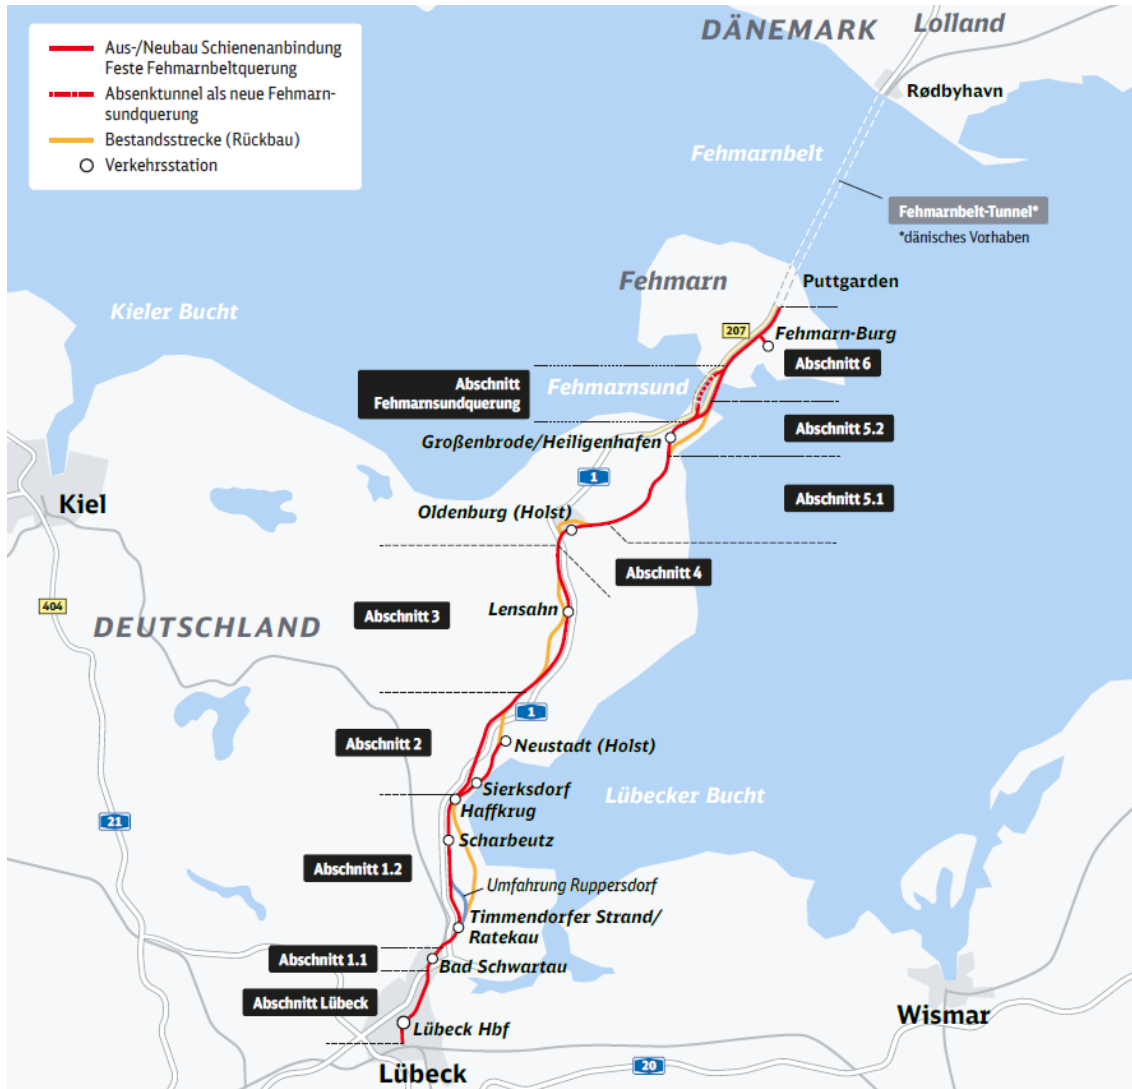 Aus-/Neubau Schienenanbindung
Feste Fehmarnbeltquerung
Absenktunnel als neue Fehmarn-
sundquerung
Bestandsstrecke (Rückbau)
Verkehrsstation
DÄNEMARK
Lolland
Rødbyhavn
Fehmarnbelt
Fehmarnbelt-Tunnel*
*dänisches Vorhaben
Fehmarn
Puttgarden
Kieler Bucht
207
Fehmarn-Burg
Abschnitt 6
Abschnitt
Fehmarnsundquerung
Fehmarnsund
Abschnitt 5.2
Großenbrode/Heiligenhafen
1
Abschnitt 5.1
Kiel
Oldenburg (Holst)
Abschnitt 4
404
Abschnitt 3
Lensahn
DEUTSCHLAND
1
Abschnitt 2
Neustadt (Holst)
Sierksdorf
Lübecker Bucht
Haffkrug
21
Scharbeutz
Abschnitt 1.2
Umfahrung Ruppersdorf
Timmendorfer Strand/
Ratekau
Abschnitt 1.1
Bad Schwartau
Abschnitt Lübeck
Wismar
Lübeck Hbf
20
Lübeck